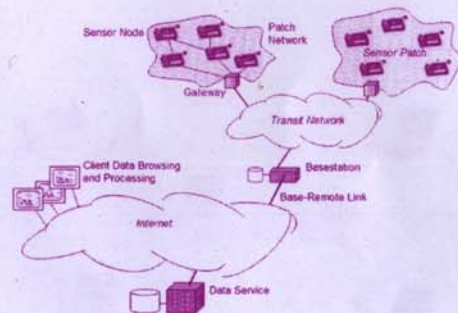 Sensor Node
Patch
Network
Sensor Patch
Gateway
Transit Network
Client Data Browsing
and Processing
Besestation
Base-Remote Link
Internet
Data Service